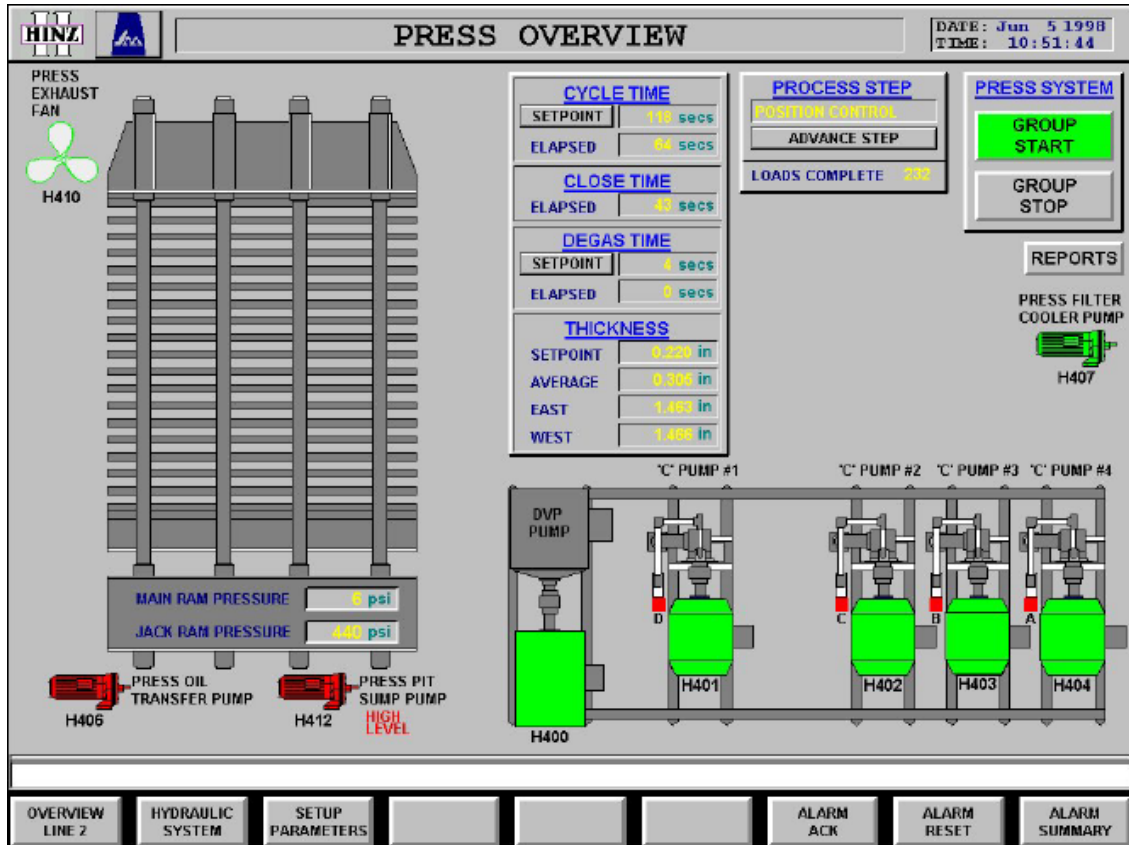 HINZ
PRESS OVERVIEW
DATE: Jun 5 1998
TIME: 10:51:44
PRESS
EXHAUST
FAN
H410
CYCLE TIME
SETPOINT 118 secs
ELAPSED 64 secs
CLOSE TIME
ELAPSED 43 secs
DEGAS TIME
SETPOINT 4 secs
ELAPSED 0 secs
THICKNESS
SETPOINT 0.220 in
AVERAGE 0.306 in
EAST 1.463 in
WEST 1.466 in
PROCESS STEP
POSITION CONTROL
ADVANCE STEP
LOADS COMPLETE 232
PRESS SYSTEM
GROUP
START
GROUP
STOP
REPORTS
PRESS FILTER
COOLER PUMP
H407
'C' PUMP #1 'C' PUMP #2 'C' PUMP #3 'C' PUMP #4
DVP
PUMP
D C B A
H401 H402 H403 H404
H400
MAIN RAM PRESSURE 6 psi
JACK RAM PRESSURE 440 psi
PRESS OIL
TRANSFER PUMP
H406
PRESS PIT
SUMP PUMP
HIGH
LEVEL
H412
OVERVIEW
LINE 2
HYDRAULIC
SYSTEM
SETUP
PARAMETERS
ALARM
ACK
ALARM
RESET
ALARM
SUMMARY